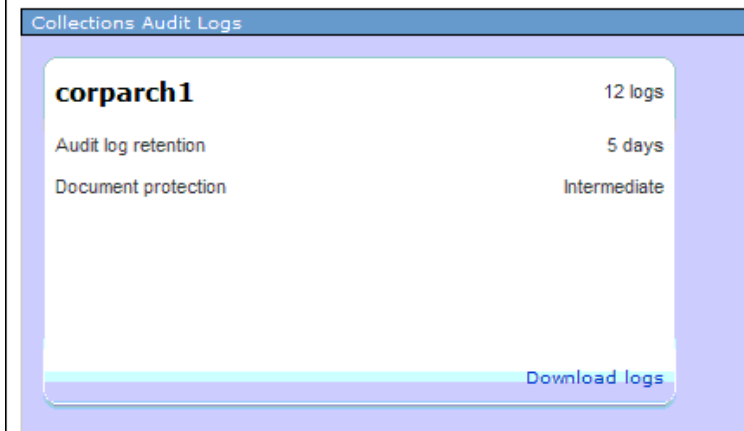 Collections Audit Logs
corparch1 12 logs
Audit log retention 5 days
Document protection Intermediate
Download logs